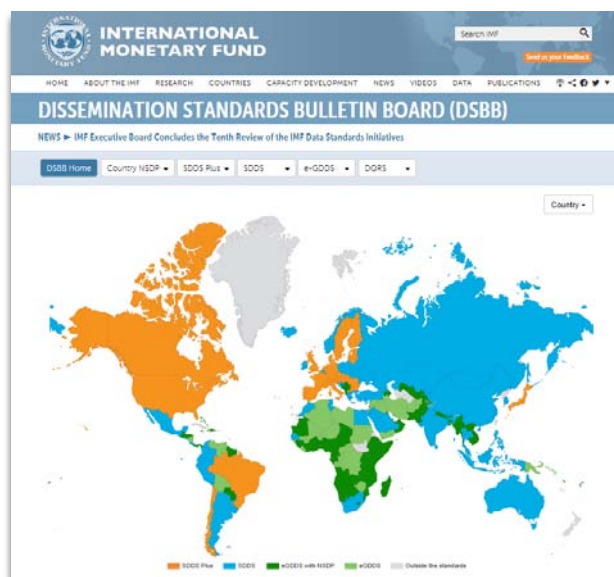 INTERNATIONAL
MONETARY FUND
Search IMF
Send us your feedback
HOME ABOUT THE IMF RESEARCH COUNTRIES CAPACITY DEVELOPMENT NEWS VIDEOS DATA PUBLICATIONS
DISSEMINATION STANDARDS BULLETIN BOARD (DSBB)
NEWS ► IMF Executive Board Concludes the Tenth Review of the IMF Data Standards Initiatives
DSBB Home Country NSDP SDDS Plus SDDS e-GDDS DQRS
Country
SDDS Plus SDDS eGDDS with NSDP eGDDS Outside the standards